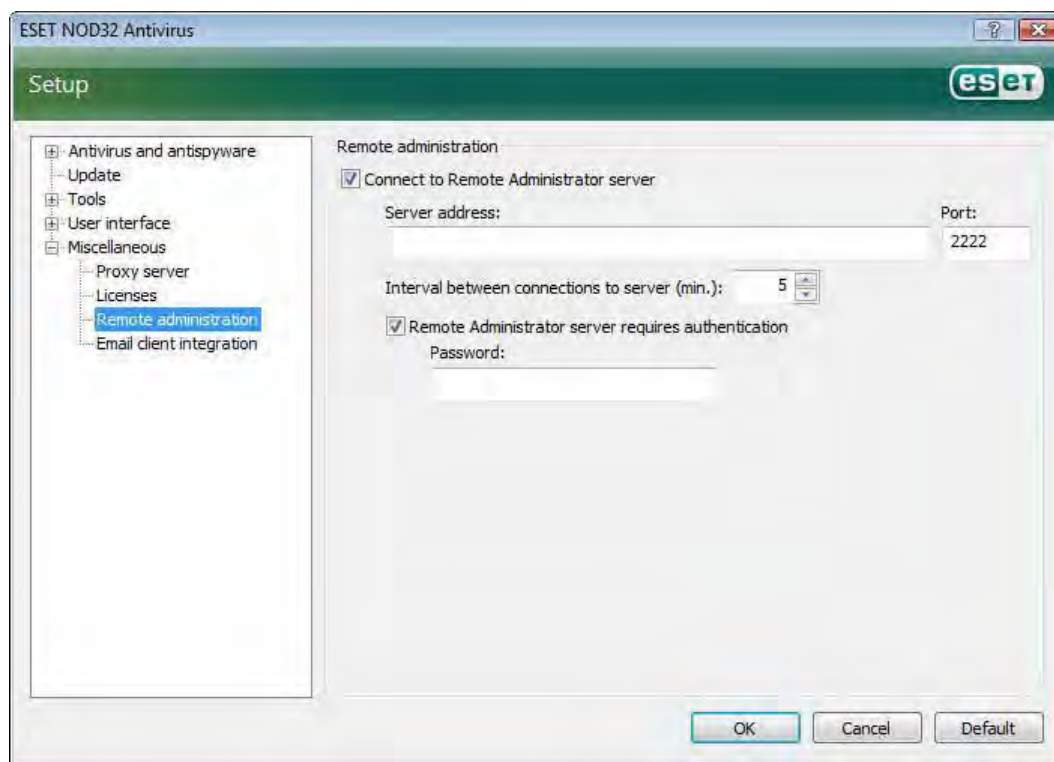 ESET NOD32 Antivirus
?
Setup
eset
Antivirus and antispyware
Update
Tools
User interface
Miscellaneous
Proxy server
Licenses
Remote administration
Email client integration
Remote administration
Connect to Remote Administrator server
Server address:
Port:
2222
Interval between connections to server (min.): 5
Remote Administrator server requires authentication
Password:
OK
Cancel
Default